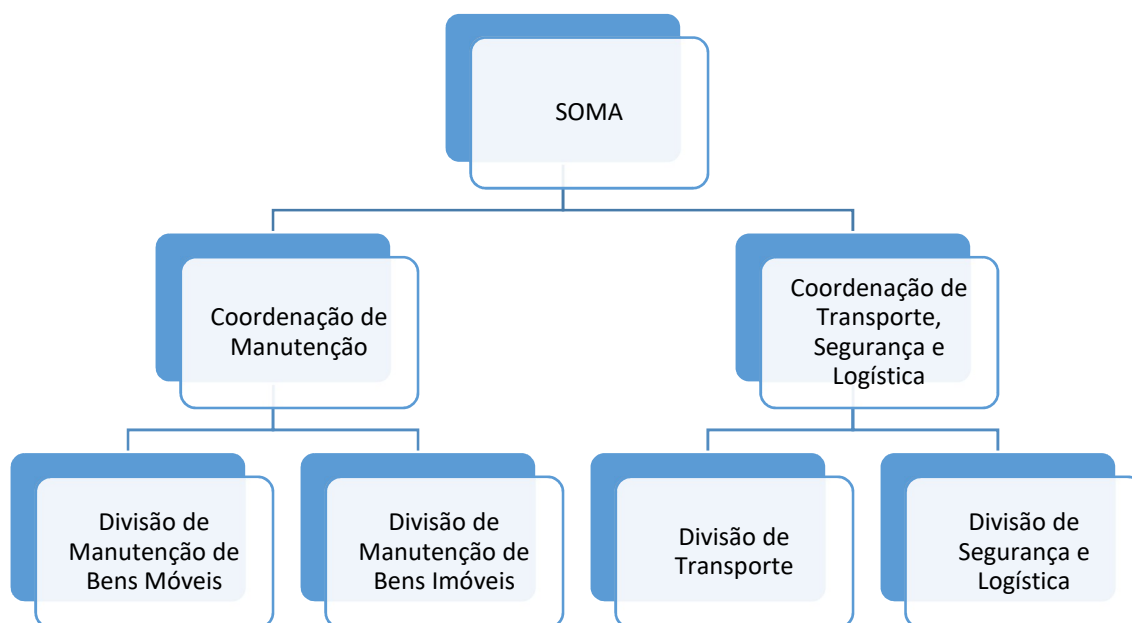 SOMA
Coordenação de
Manutenção
Coordenação de
Transporte,
Segurança e
Logística
Divisão de
Manutenção de
Bens Móveis
Divisão de
Manutenção de
Bens Imóveis
Divisão de
Transporte
Divisão de
Segurança e
Logística